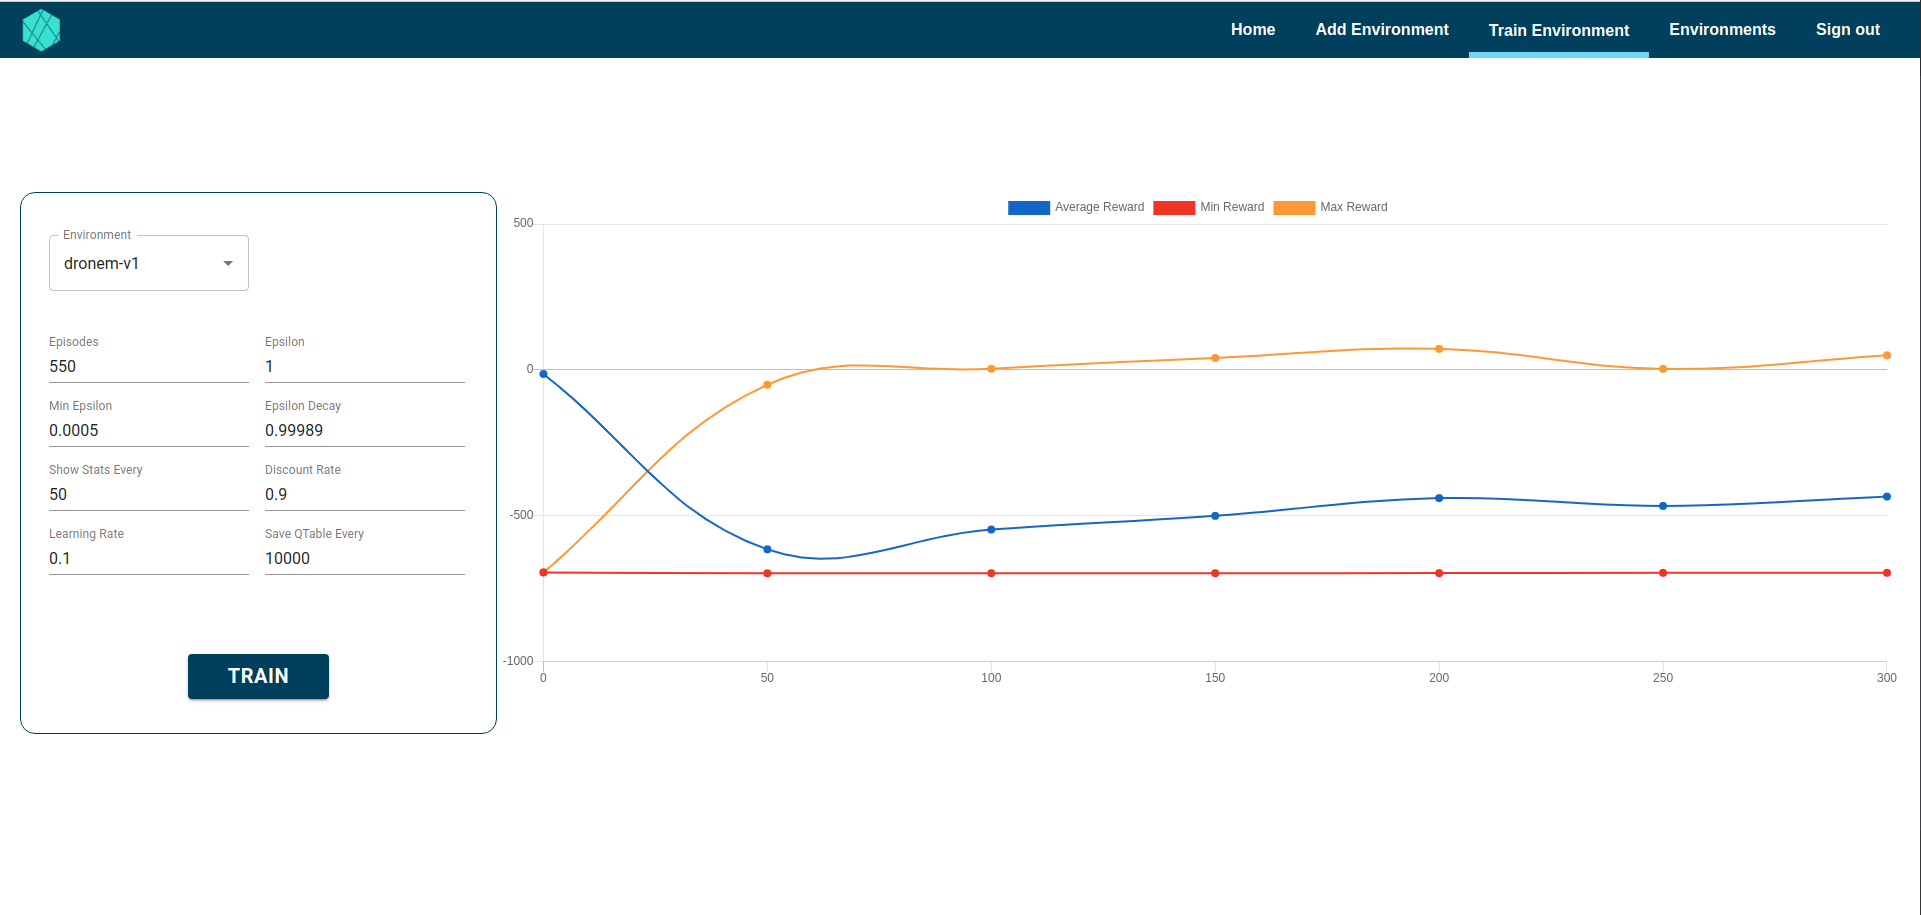 Home Add Environment Train Environment Environments Sign out
Environment
dronem-v1
Episodes Epsilon
550 1
Min Epsilon Epsilon Decay
0.0005 0.99989
Show Stats Every Discount Rate
50 0.9
Learning Rate Save QTable Every
0.1 10000
TRAIN
Average Reward Min Reward Max Reward
500
0
-500
-1000
0 50 100 150 200 250 300